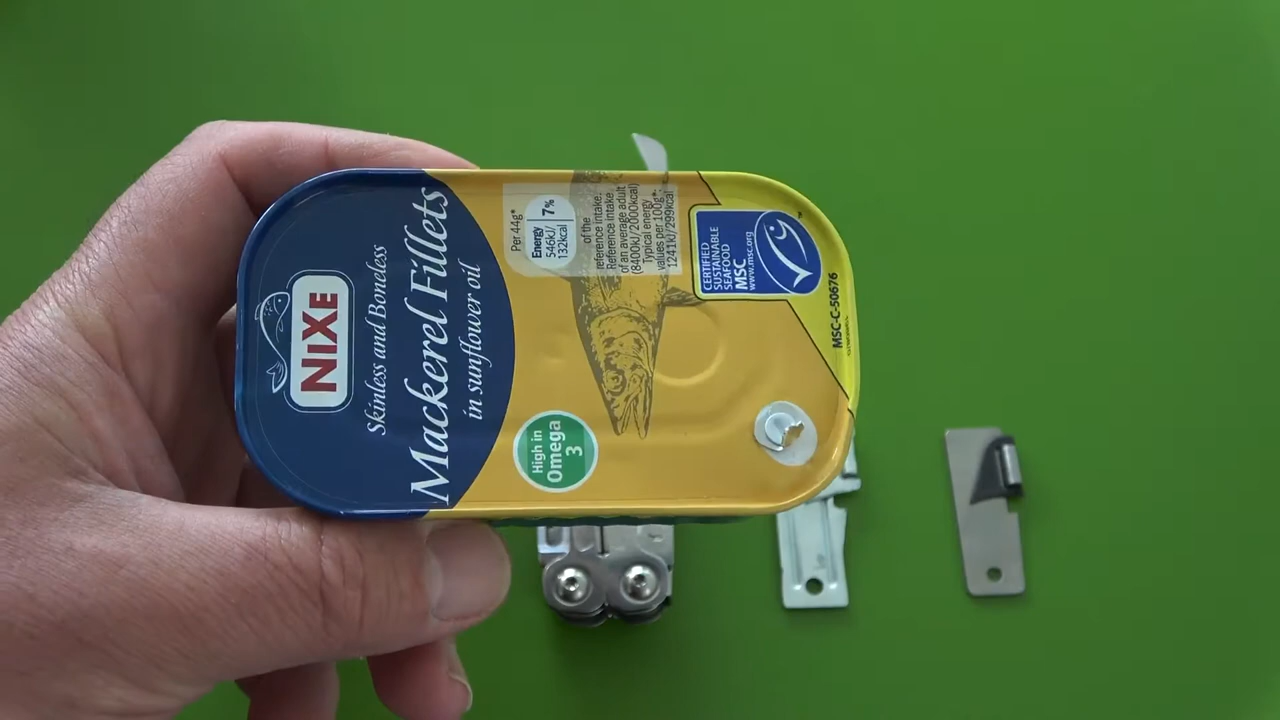 NIXE
Skinless and Boneless
Mackerel Fillets
in sunflower oil
Per 44g*
Energy
546kJ/
132kcal
7%
of the
reference intake.
Reference intake
of an average adult
(8400kJ/2000kcal)
Typical energy
values per 100g*:
1241kJ/299kcal
High in
Omega
3
CERTIFIED
SUSTAINABLE
SEAFOOD
MSC
www.msc.org
™
MSC-C-50676